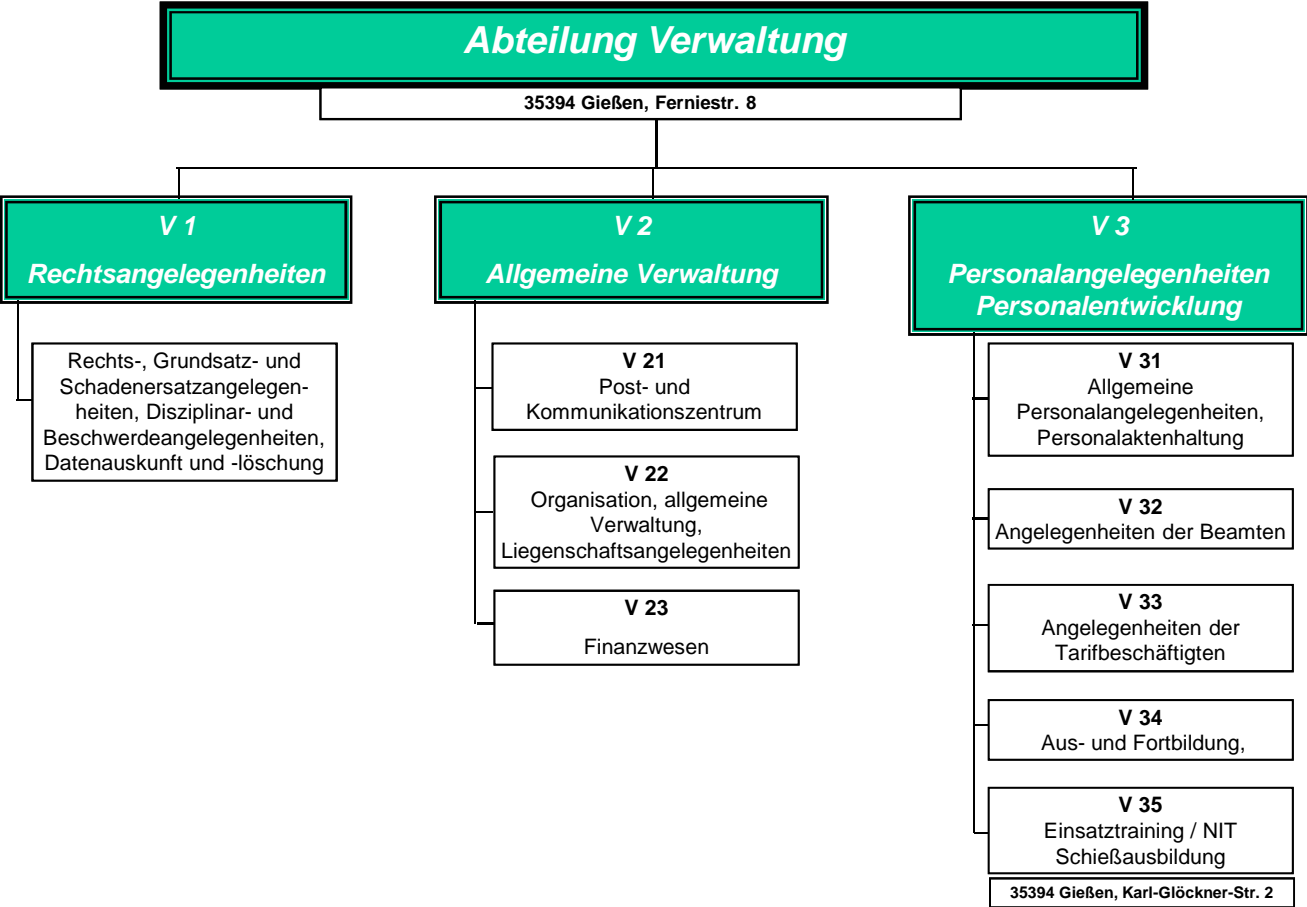 Abteilung Verwaltung
35394 Gießen, Ferniestr. 8
V 1
Rechtsangelegenheiten
Rechts-, Grundsatz- und
Schadenersatzangelegen-
heiten, Disziplinar- und
Beschwerdeangelegenheiten,
Datenauskunft und -löschung
V 2
Allgemeine Verwaltung
V 21
Post- und
Kommunikationszentrum
V 22
Organisation, allgemeine
Verwaltung,
Liegenschaftsangelegenheiten
V 23
Finanzwesen
V 3
Personalangelegenheiten
Personalentwicklung
V 31
Allgemeine
Personalangelegenheiten,
Personalaktenhaltung
V 32
Angelegenheiten der Beamten
V 33
Angelegenheiten der
Tarifbeschäftigten
V 34
Aus- und Fortbildung,
V 35
Einsatztraining / NIT
Schießausbildung
35394 Gießen, Karl-Glöckner-Str. 2